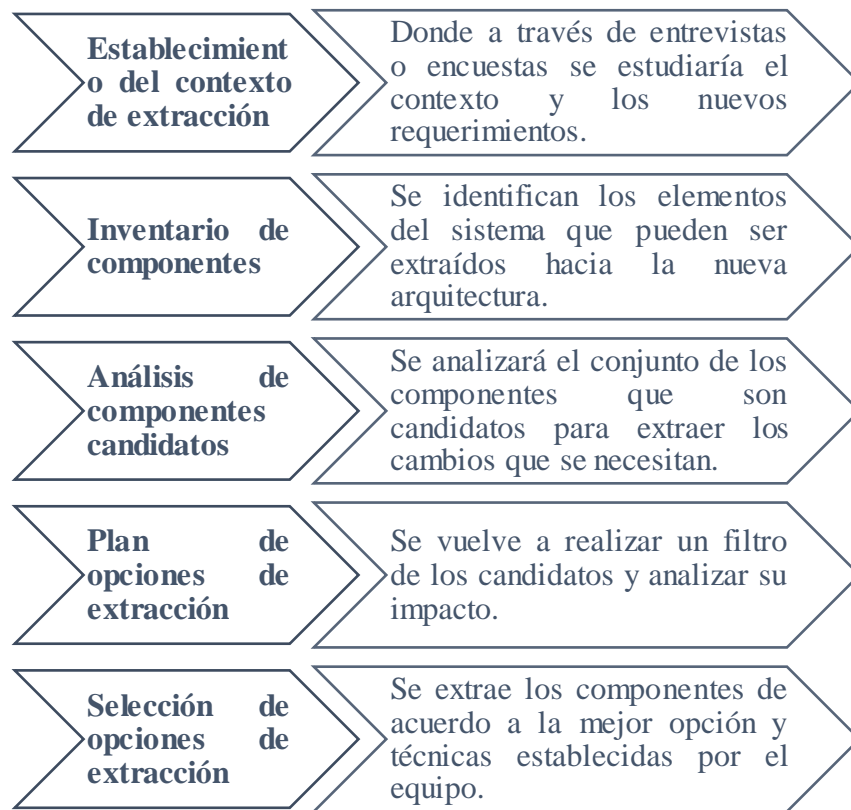 Establecimient
o del contexto
de extracción
Donde a través de entrevistas
o encuestas se estudiaría el
contexto y los nuevos
requerimientos.
Inventario de
componentes
Se identifican los elementos
del sistema que pueden ser
extraídos hacia la nueva
arquitectura.
Análisis de
componentes
candidatos
Se analizará el conjunto de los
componentes que son
candidatos para extraer los
cambios que se necesitan.
Plan de
opciones de
extracción
Se vuelve a realizar un filtro
de los candidatos y analizar su
impacto.
Selección de
opciones de
extracción
Se extrae los componentes de
acuerdo a la mejor opción y
técnicas establecidas por el
equipo.